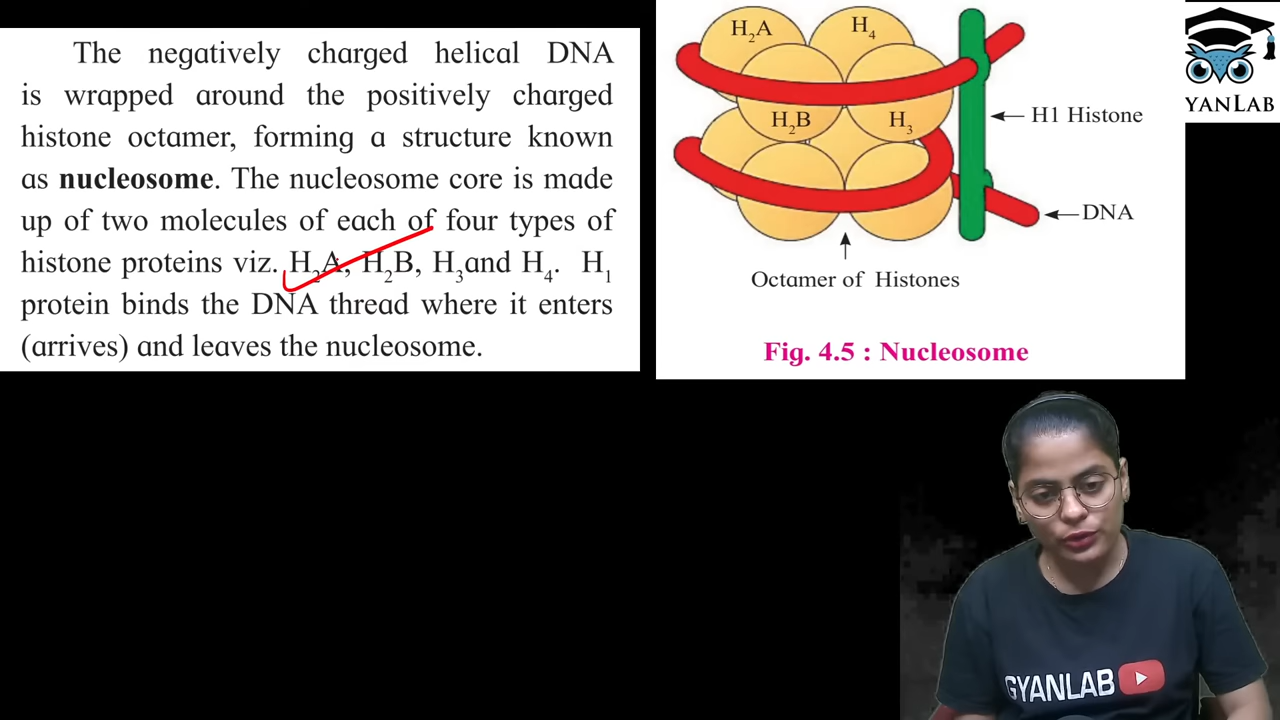 The negatively charged helical DNA
is wrapped around the positively charged
histone octamer, forming a structure known
as nucleosome. The nucleosome core is made
up of two molecules of each of four types of
histone proteins viz. H₂A, H₂B, H₃and H₄. H₁
protein binds the DNA thread where it enters
(arrives) and leaves the nucleosome.
H₂A
H₄
H₂B
H₃
H1 Histone
DNA
Octamer of Histones
Fig. 4.5 : Nucleosome
YANLAB
GYANLAB